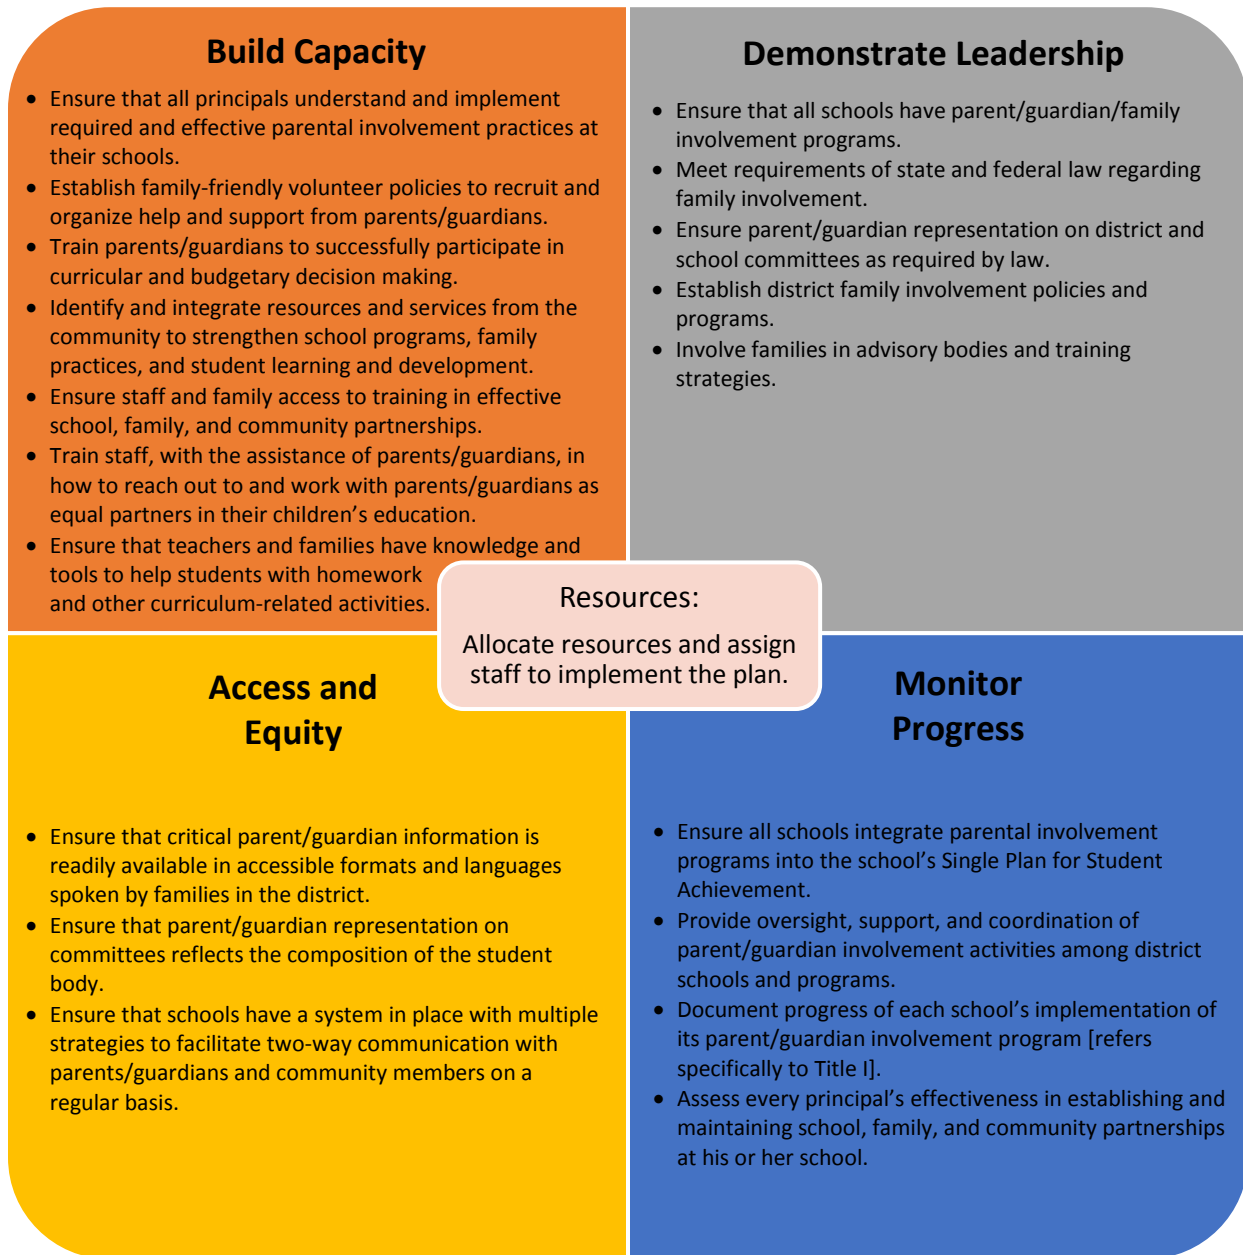 Build Capacity
• Ensure that all principals understand and implement
required and effective parental involvement practices at
their schools.
• Establish family-friendly volunteer policies to recruit and
organize help and support from parents/guardians.
• Train parents/guardians to successfully participate in
curricular and budgetary decision making.
• Identify and integrate resources and services from the
community to strengthen school programs, family
practices, and student learning and development.
• Ensure staff and family access to training in effective
school, family, and community partnerships.
• Train staff, with the assistance of parents/guardians, in
how to reach out to and work with parents/guardians as
equal partners in their children’s education.
• Ensure that teachers and families have knowledge and
tools to help students with homework
and other curriculum-related activities.
Demonstrate Leadership
• Ensure that all schools have parent/guardian/family
involvement programs.
• Meet requirements of state and federal law regarding
family involvement.
• Ensure parent/guardian representation on district and
school committees as required by law.
• Establish district family involvement policies and
programs.
• Involve families in advisory bodies and training
strategies.
Resources:
Allocate resources and assign
staff to implement the plan.
Access and
Equity
• Ensure that critical parent/guardian information is
readily available in accessible formats and languages
spoken by families in the district.
• Ensure that parent/guardian representation on
committees reflects the composition of the student
body.
• Ensure that schools have a system in place with multiple
strategies to facilitate two-way communication with
parents/guardians and community members on a
regular basis.
Monitor
Progress
• Ensure all schools integrate parental involvement
programs into the school’s Single Plan for Student
Achievement.
• Provide oversight, support, and coordination of
parent/guardian involvement activities among district
schools and programs.
• Document progress of each school’s implementation of
its parent/guardian involvement program [refers
specifically to Title I].
• Assess every principal’s effectiveness in establishing and
maintaining school, family, and community partnerships
at his or her school.